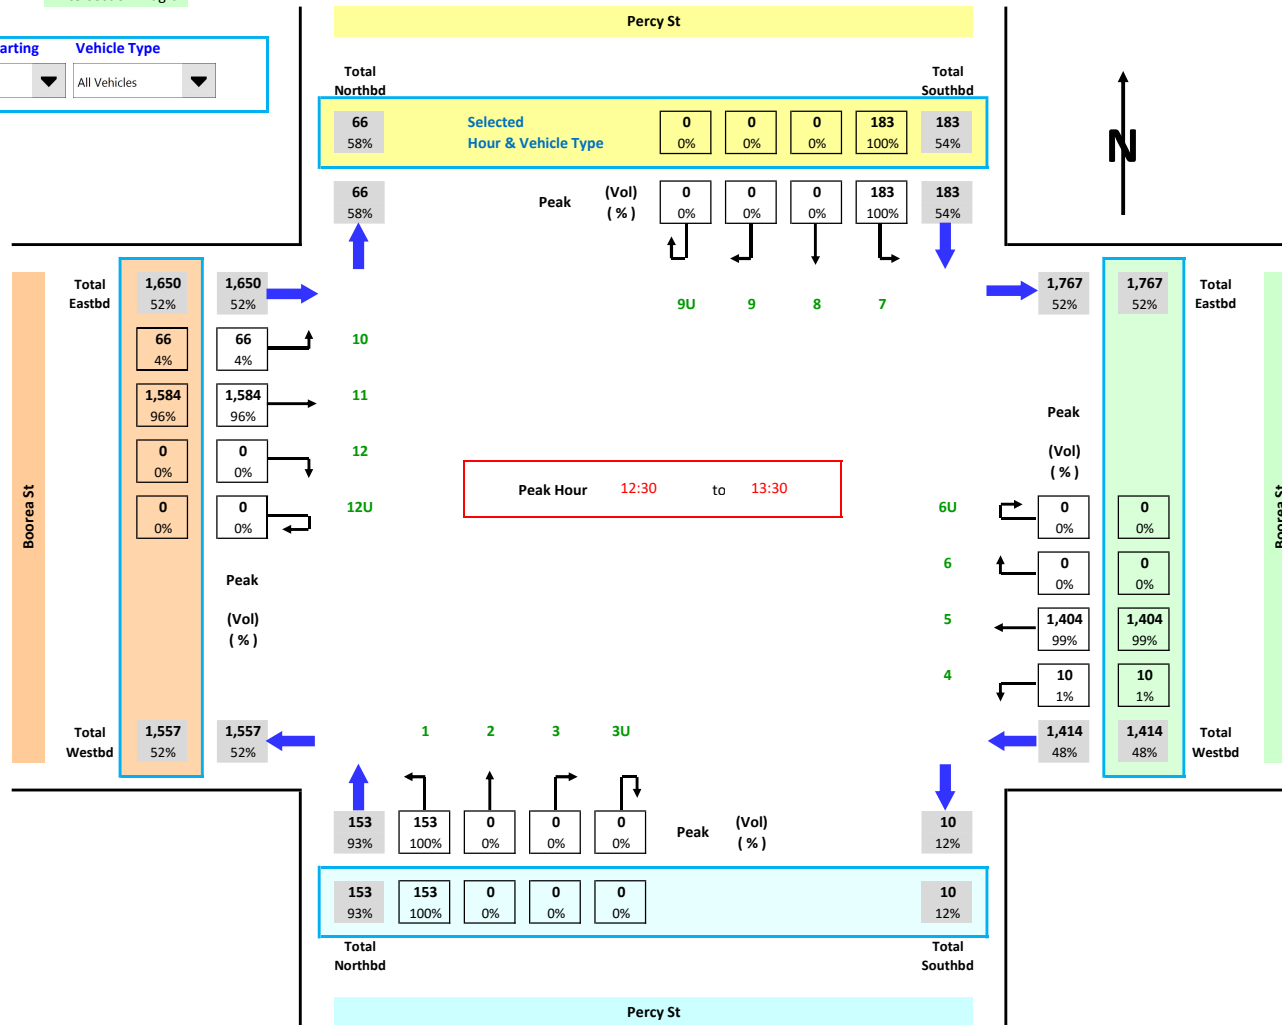 Percy St
arting Vehicle Type
All Vehicles
Total Northbd
Total Southbd
66 58%
Selected Hour & Vehicle Type
0 0%
0 0%
0 0%
183 100%
183 54%
66 58%
Peak (Vol) ( % )
0 0%
0 0%
0 0%
183 100%
183 54%
N
Total Eastbd
1,650 52%
1,650 52%
9U 9 8 7
1,767 52%
1,767 52%
Total Eastbd
66 4%
66 4%
10
1,584 96%
1,584 96%
11
0 0%
0 0%
12
0 0%
0 0%
12U
Peak
(Vol)
( % )
Boorea St
Peak Hour 12:30 to 13:30
Peak
(Vol)
( % )
6U
0 0%
0 0%
6
0 0%
0 0%
5
1,404 99%
1,404 99%
4
10 1%
10 1%
Boorea St
Total Westbd
1,557 52%
1,557 52%
1 2 3 3U
1,414 48%
1,414 48%
Total Westbd
153 93%
153 100%
0 0%
0 0%
0 0%
Peak (Vol) ( % )
10 12%
153 93%
153 100%
0 0%
0 0%
0 0%
10 12%
Total Northbd
Total Southbd
Percy St